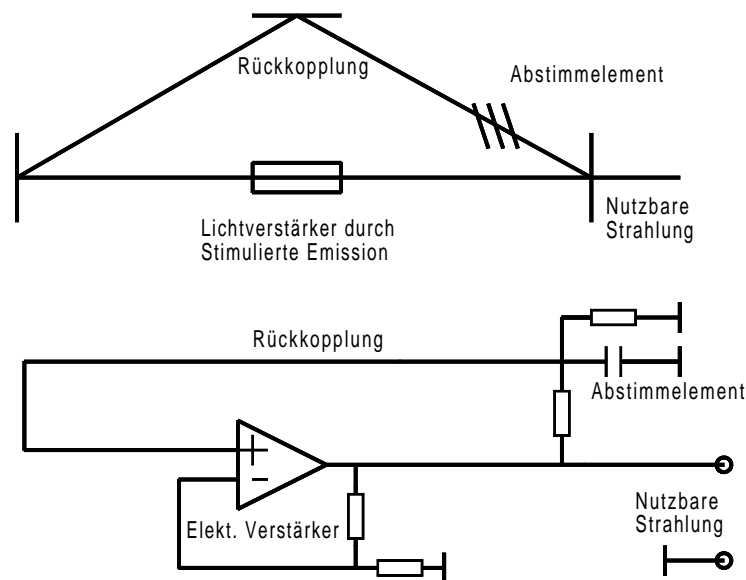 Rückkopplung
Abstimmelement
Lichtverstärker durch
Stimulierte Emission
Nutzbare
Strahlung
Rückkopplung
Abstimmelement
+
-
Elekt. Verstärker
Nutzbare
Strahlung